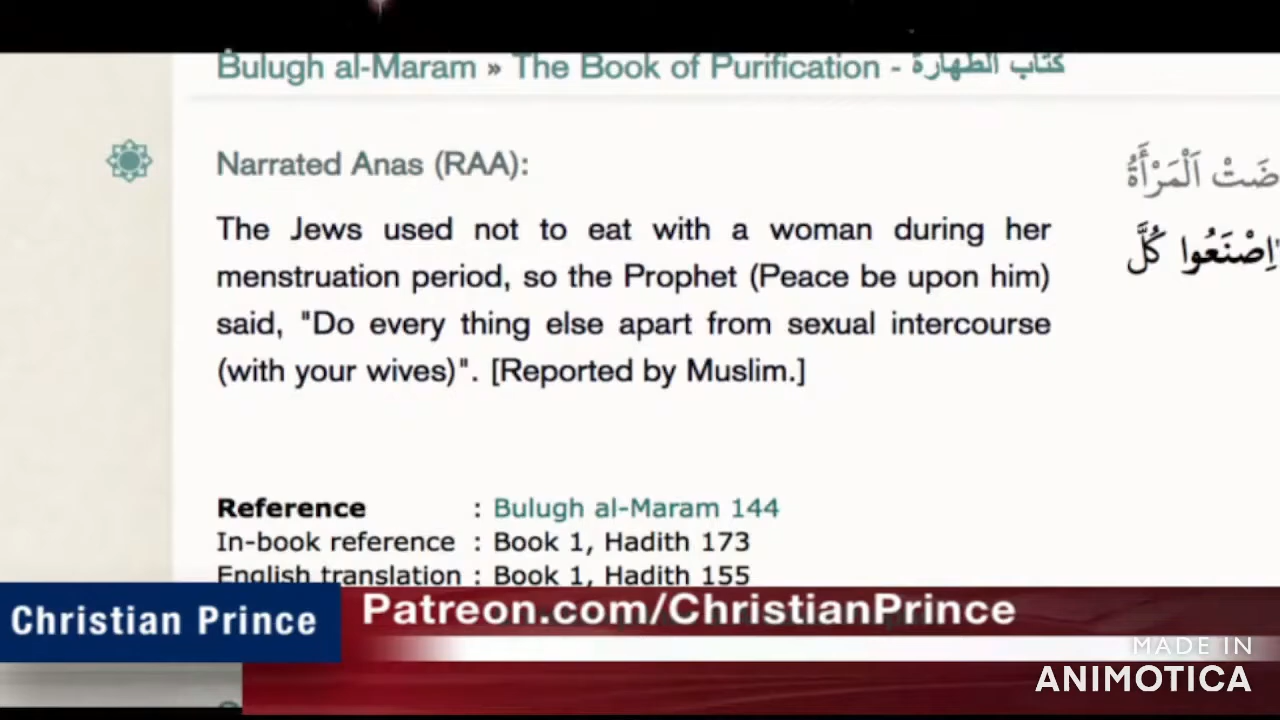 Bulugh al-Maram » The Book of Purification - كتاب الطهارة
Narrated Anas (RAA):
ضَتْ اَلْمَرْأَةُ
The Jews used not to eat with a woman during her
menstruation period, so the Prophet (Peace be upon him)
اِصْنَعُوا كُلَّ
said, "Do every thing else apart from sexual intercourse
(with your wives)". [Reported by Muslim.]
Reference : Bulugh al-Maram 144
In-book reference : Book 1, Hadith 173
English translation : Book 1, Hadith 155
Christian Prince
Patreon.com/ChristianPrince
MADE IN
ANIMOTICA